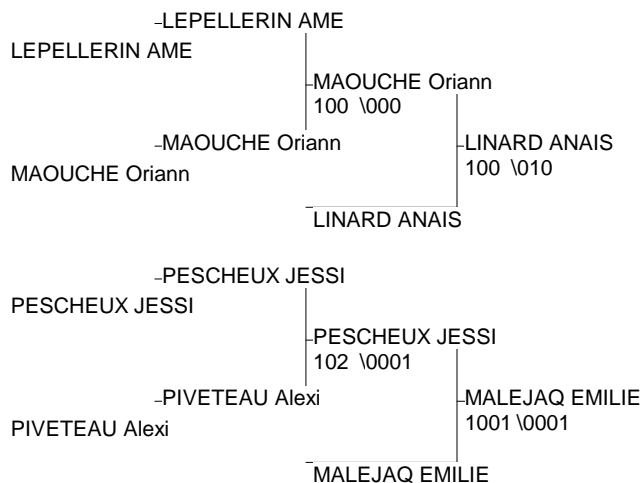 LEPELLERIN AME
LEPELLERIN AME
MAOUCHE Oriann
100 \000
MAOUCHE Oriann
LINARD ANAIS
100 \010
MAOUCHE Oriann
LINARD ANAIS
PESCHEUX JESSI
PESCHEUX JESSI
PESCHEUX JESSI
102 \0001
PIVETEAU Alexi
MALEJAQ EMILIE
1001 \0001
PIVETEAU Alexi
MALEJAQ EMILIE